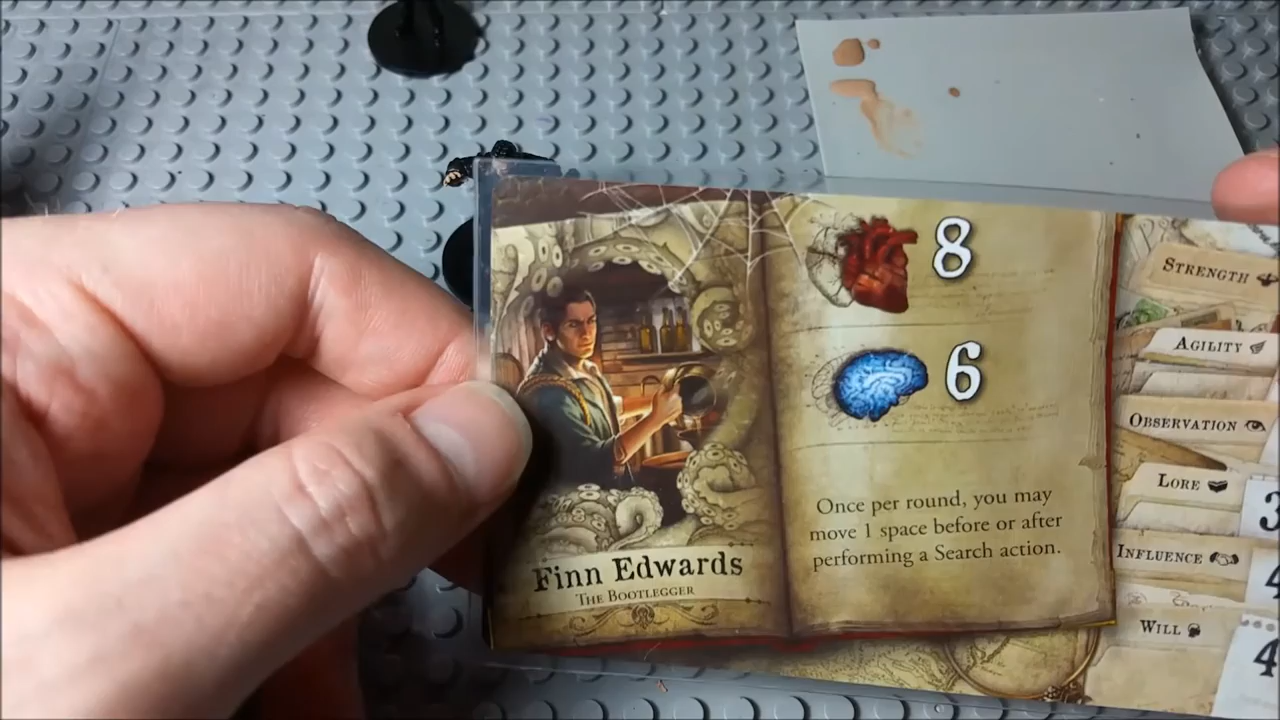 8
6
Once per round, you may
move 1 space before or after
performing a Search action.
Finn Edwards
The Bootlegger
Strength
Agility
Observation
Lore
3
Influence
4
Will
4